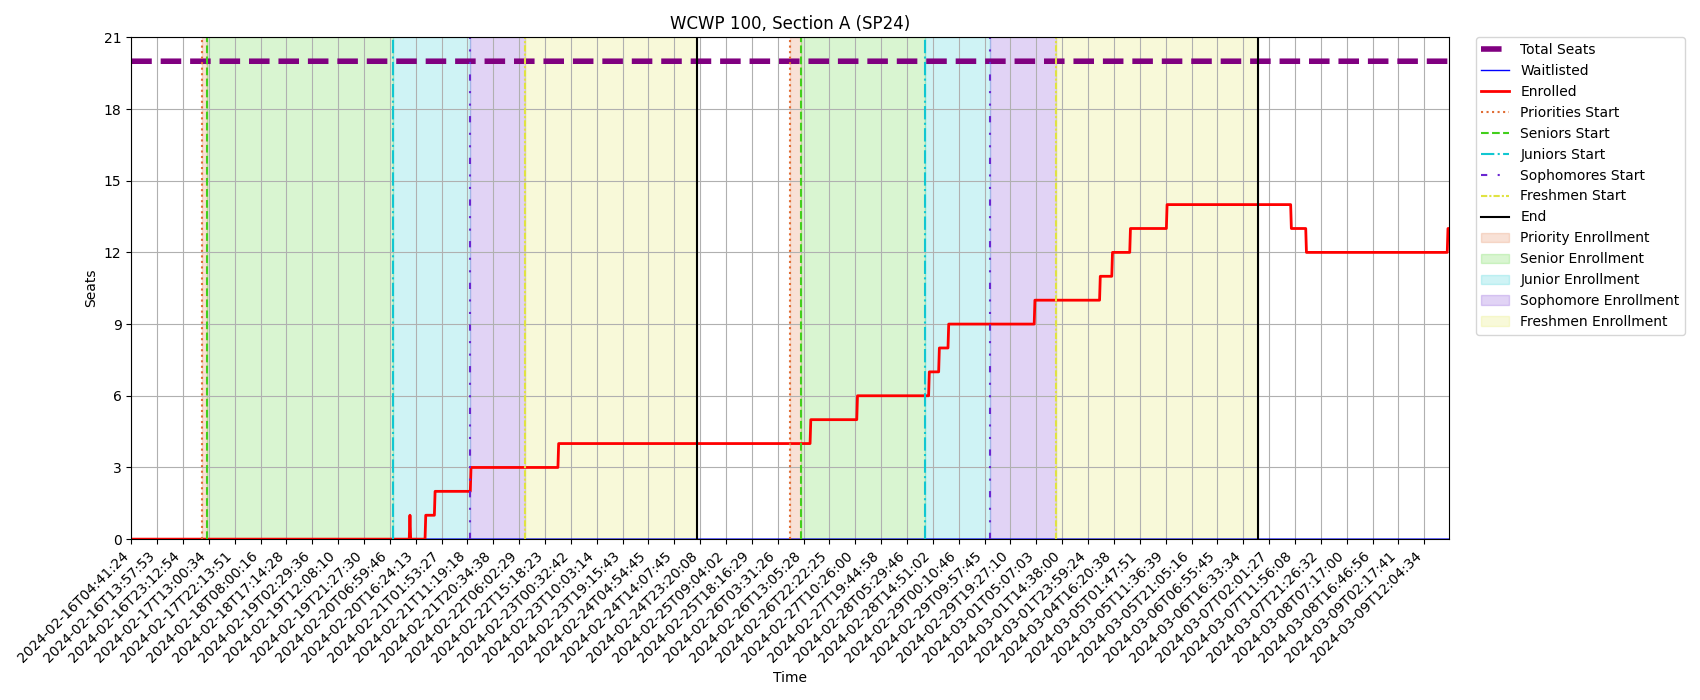 WCWP 100, Section A (SP24)
Seats
21
18
15
12
9
6
3
0
2024-02-16T04:41:24
2024-02-16T13:57:53
2024-02-16T23:12:54
2024-02-17T13:00:34
2024-02-17T22:13:51
2024-02-18T08:00:16
2024-02-18T17:14:28
2024-02-19T02:29:36
2024-02-19T12:08:10
2024-02-19T21:27:30
2024-02-20T06:59:46
2024-02-20T16:24:13
2024-02-21T01:53:27
2024-02-21T11:19:18
2024-02-21T20:34:38
2024-02-22T06:02:29
2024-02-22T15:18:23
2024-02-23T00:32:42
2024-02-23T10:03:14
2024-02-23T19:15:43
2024-02-24T04:54:45
2024-02-24T14:07:45
2024-02-24T23:20:08
2024-02-25T09:04:02
2024-02-25T18:16:29
2024-02-26T03:31:26
2024-02-26T13:05:28
2024-02-26T22:22:25
2024-02-27T10:26:00
2024-02-27T19:44:58
2024-02-28T05:29:46
2024-02-28T14:51:02
2024-02-29T00:10:46
2024-02-29T09:57:45
2024-02-29T19:27:10
2024-03-01T05:07:03
2024-03-01T14:38:00
2024-03-01T23:59:24
2024-03-04T16:20:38
2024-03-05T01:47:51
2024-03-05T11:36:39
2024-03-05T21:05:16
2024-03-06T06:55:45
2024-03-06T16:33:34
2024-03-07T02:01:27
2024-03-07T11:56:08
2024-03-07T21:26:32
2024-03-08T07:17:00
2024-03-08T16:46:56
2024-03-09T02:17:41
2024-03-09T12:04:34
Time
Total Seats
Waitlisted
Enrolled
Priorities Start
Seniors Start
Juniors Start
Sophomores Start
Freshmen Start
End
Priority Enrollment
Senior Enrollment
Junior Enrollment
Sophomore Enrollment
Freshmen Enrollment